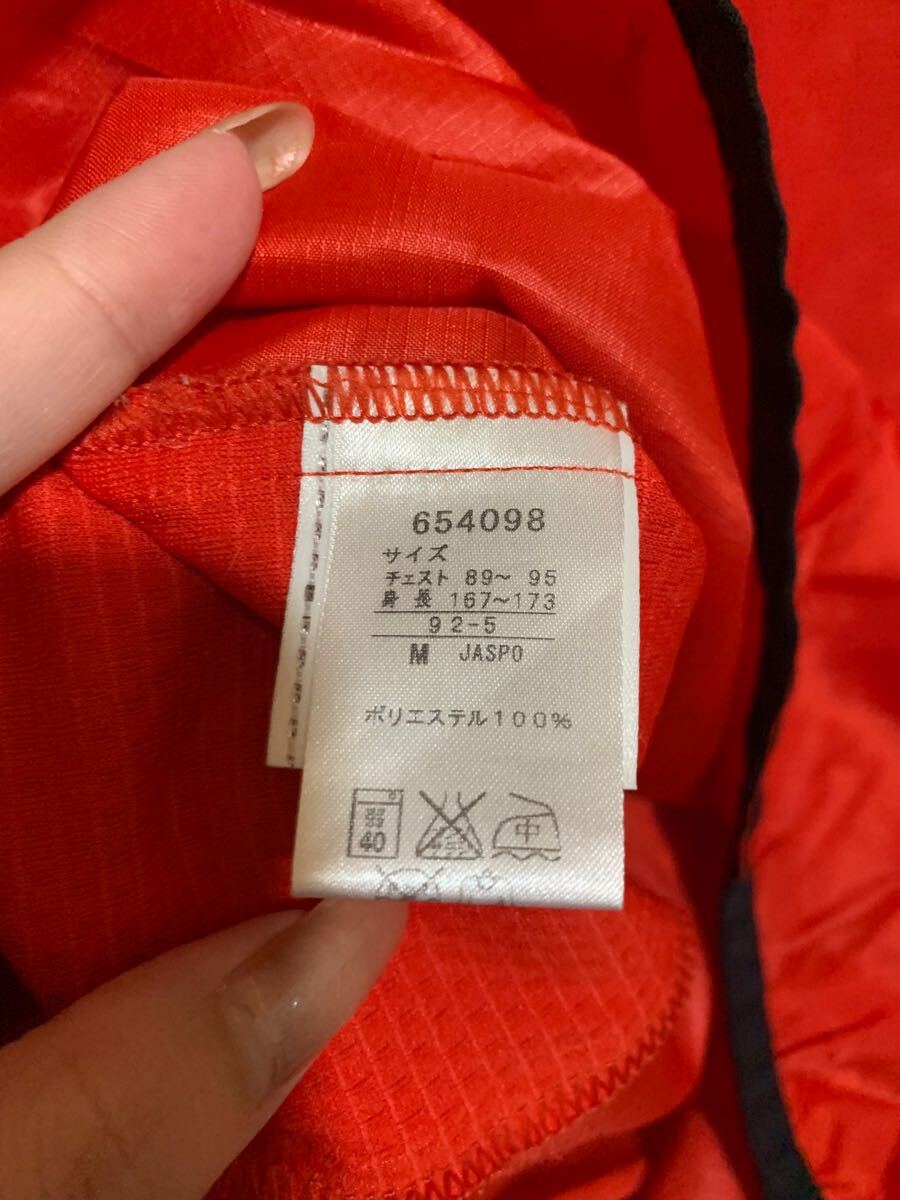 654098
サイズ
チェスト 89〜 95
身 長 167〜173
92-5
M JASPO
ポリエステル100%
40
中